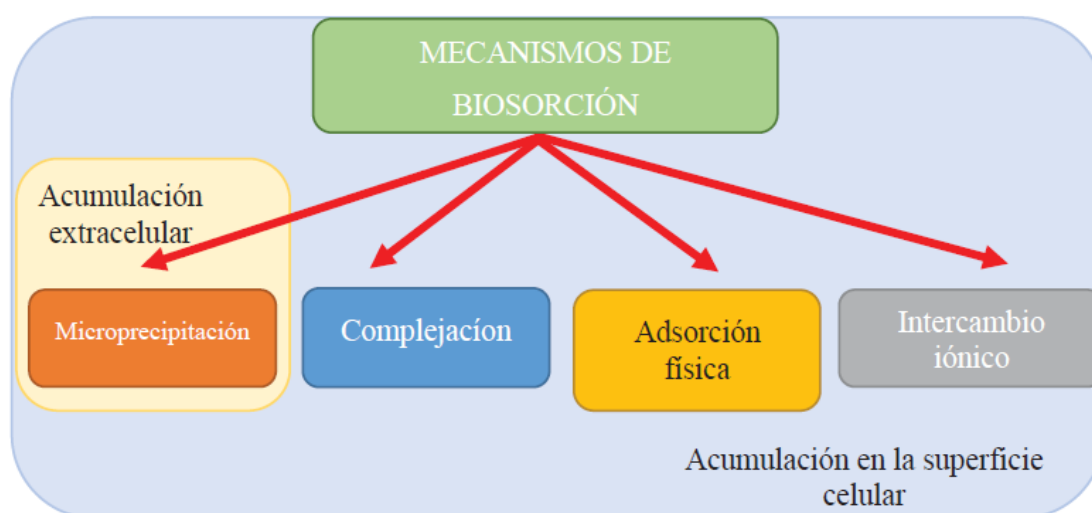 MECANISMOS DE
BIOSORCIÓN
Acumulación
extracelular
Microprecipitación
Complejacíon
Adsorción
física
Intercambio
iónico
Acumulación en la superficie
celular